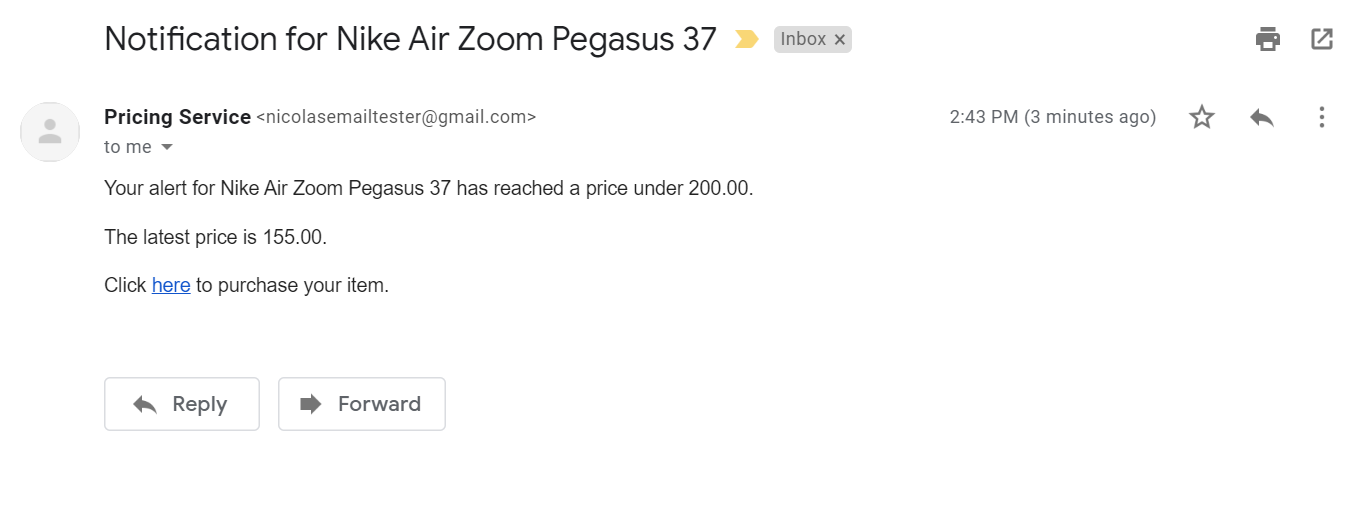 Notification for Nike Air Zoom Pegasus 37 Inbox ×
Pricing Service <nicolasemailtester@gmail.com> 2:43 PM (3 minutes ago)
to me
Your alert for Nike Air Zoom Pegasus 37 has reached a price under 200.00.
The latest price is 155.00.
Click here to purchase your item.
Reply Forward